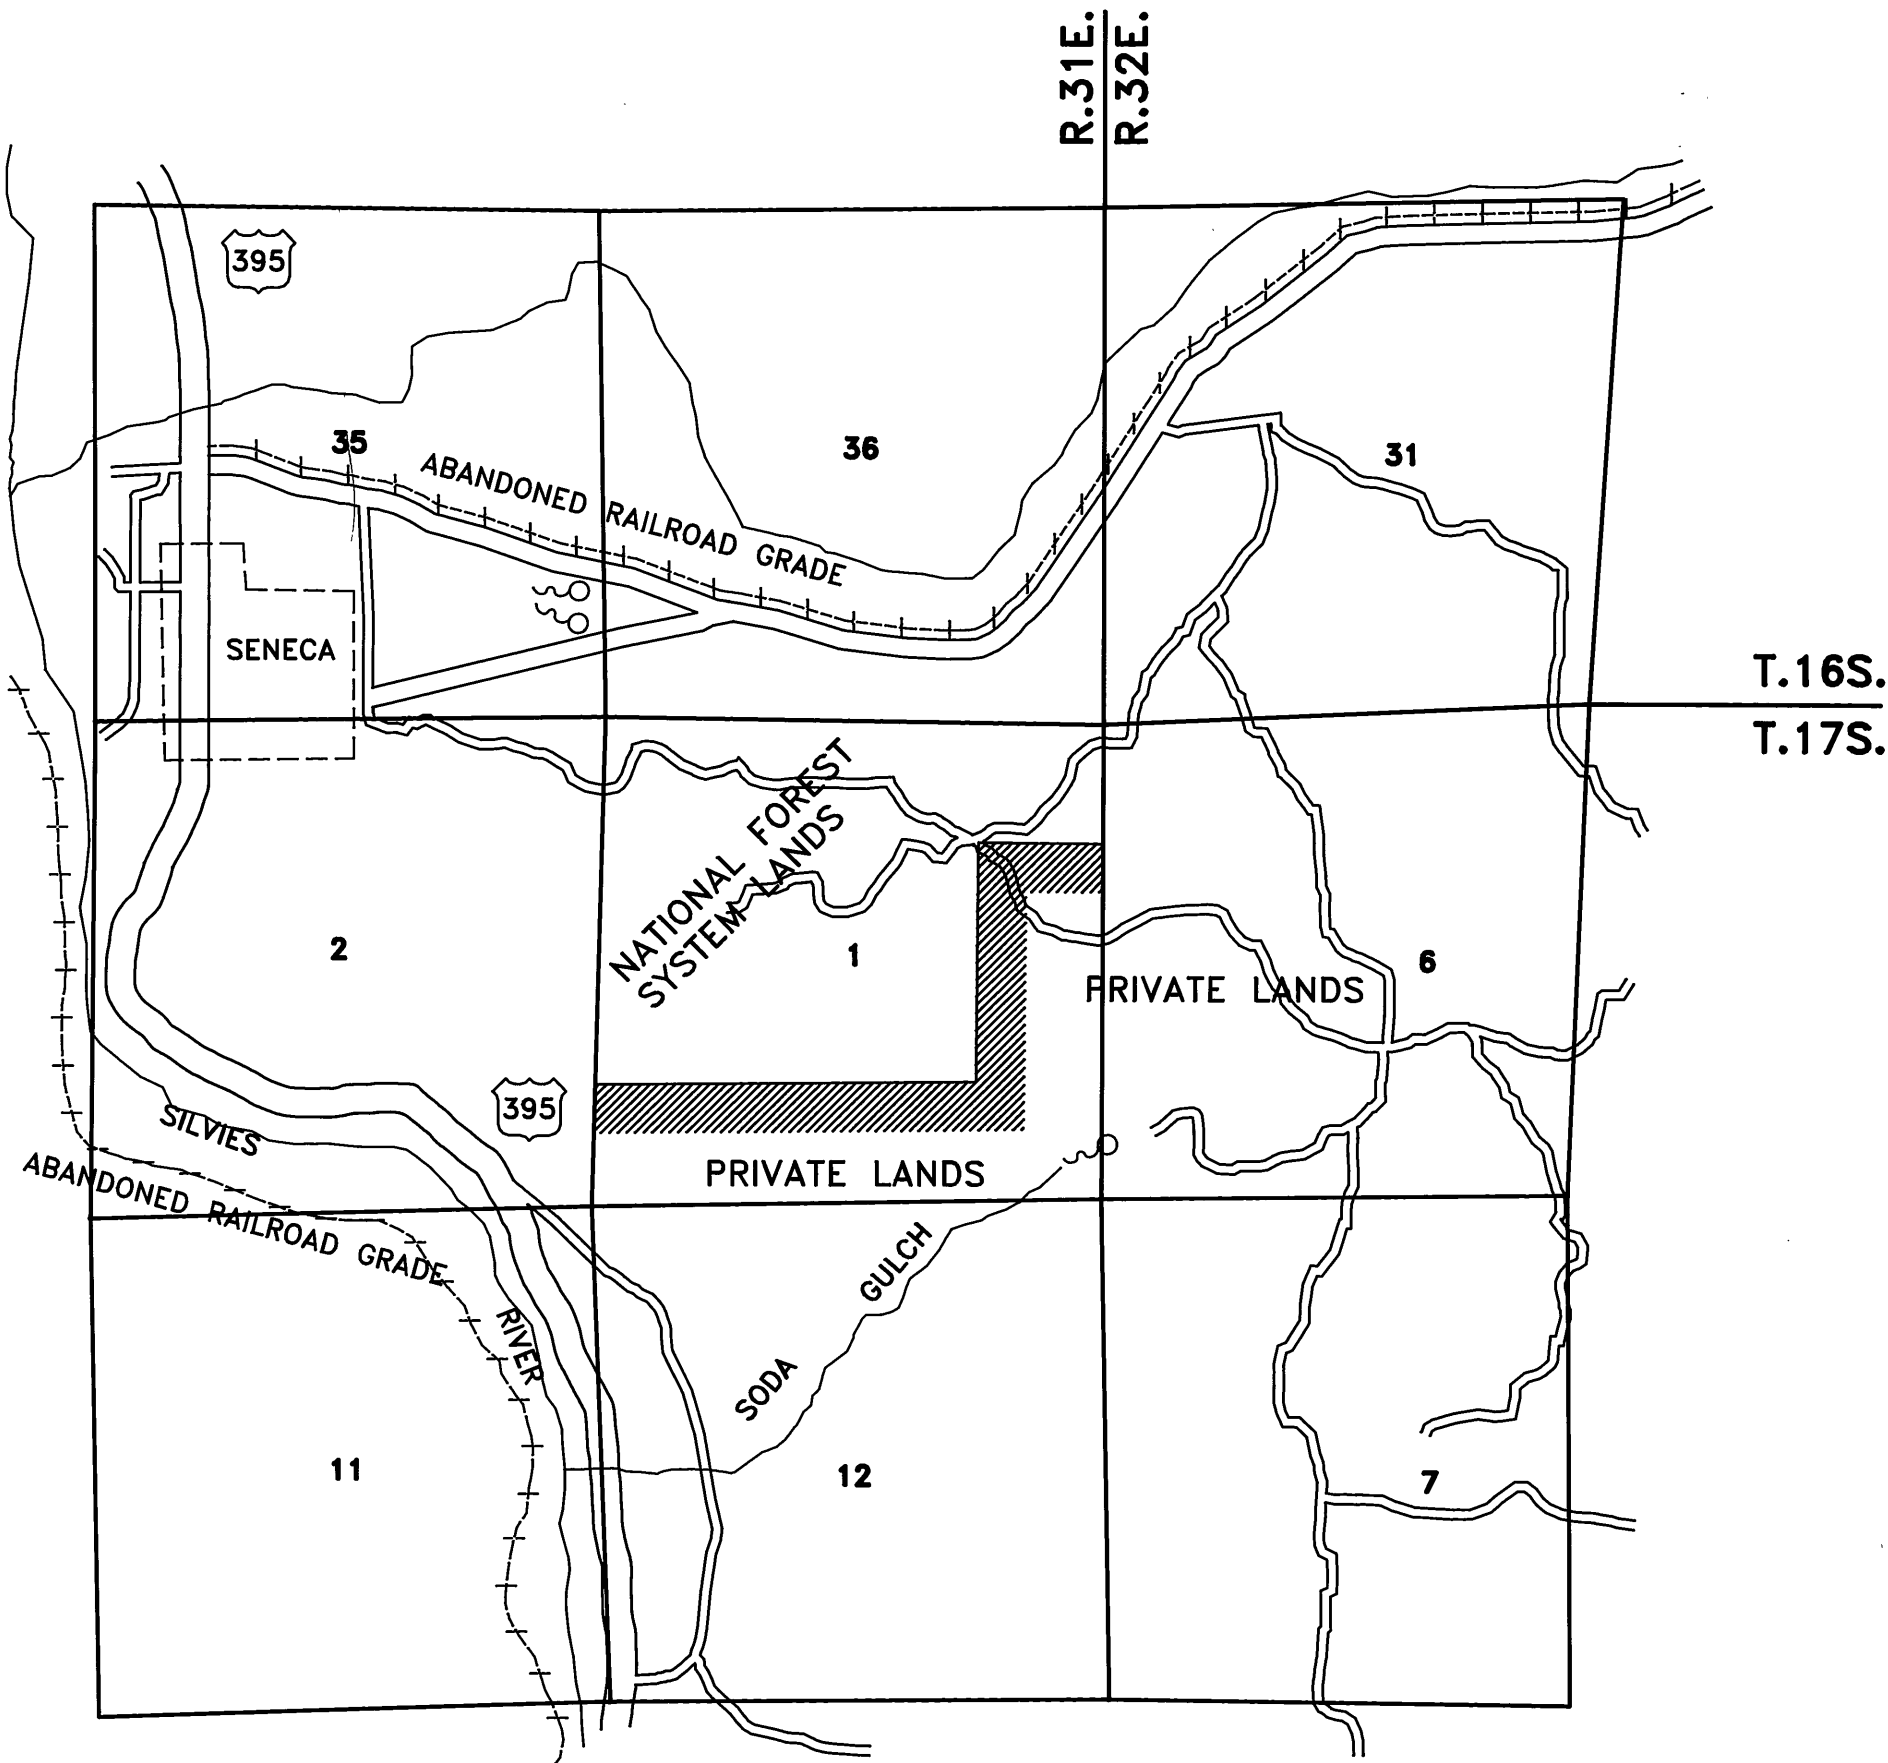 R.31E.
R.32E.
395
35
36
31
ABANDONED RAILROAD GRADE
SENECA
T.16S.
T.17S.
NATIONAL FOREST
SYSTEM LANDS
2
1
6
PRIVATE LANDS
395
SILVIES
PRIVATE LANDS
ABANDONED RAILROAD GRADE
GULCH
RIVER
SODA
11
12
7